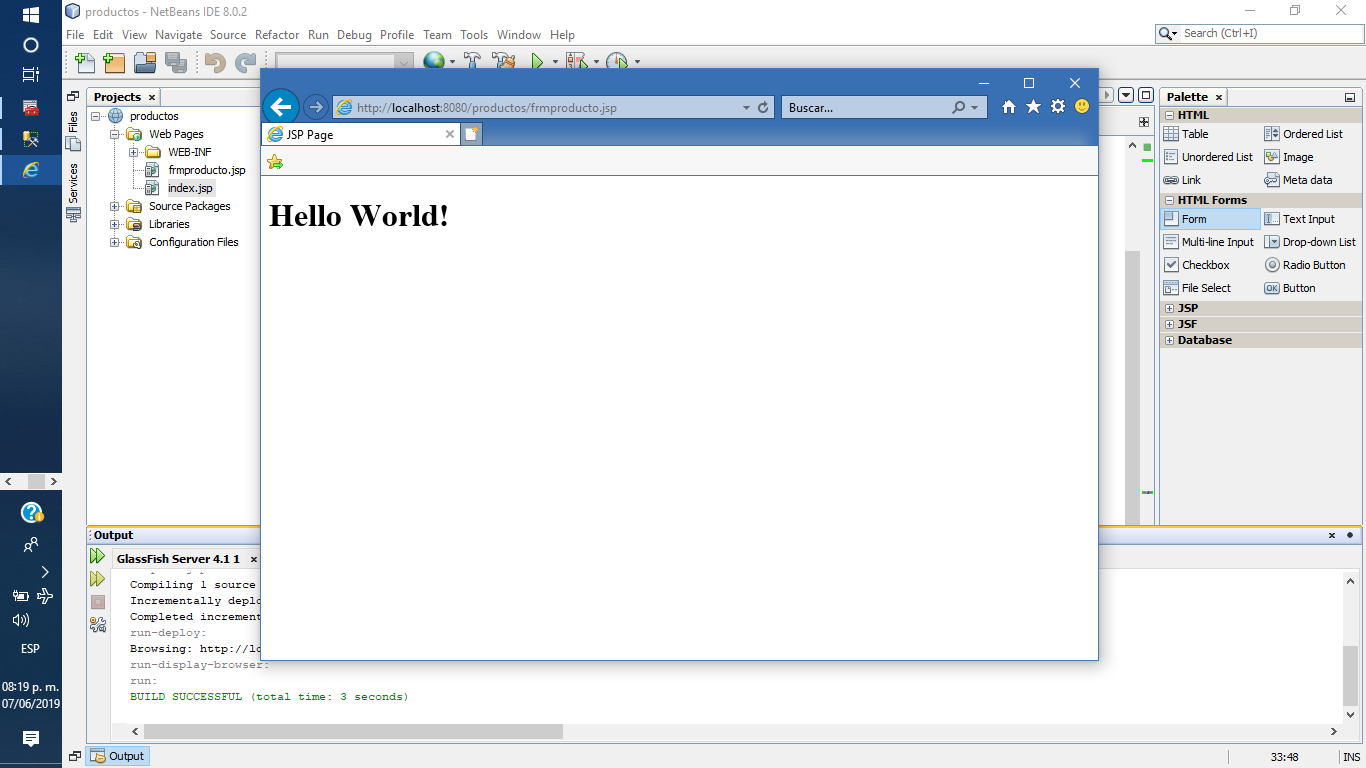 productos - NetBeans IDE 8.0.2
File Edit View Navigate Source Refactor Run Debug Profile Team Tools Window Help
Search (Ctrl+I)
Projects
productos
Web Pages
WEB-INF
frmproducto.jsp
index.jsp
Source Packages
Libraries
Configuration Files
Files
Services
http://localhost:8080/productos/frmproducto.jsp
Buscar...
JSP Page
Hello World!
Palette
HTML
Table Ordered List
Unordered List Image
Link Meta data
HTML Forms
Form Text Input
Multi-line Input Drop-down List
Checkbox Radio Button
File Select Button
JSP
JSF
Database
Output
GlassFish Server 4.1 1
Compiling 1 source
Incrementally deplo
Completed increment
run-deploy:
Browsing: http://lo
run-display-browser:
run:
BUILD SUCCESSFUL (total time: 3 seconds)
Output
33:48 INS
ESP
08:19 p. m.
07/06/2019